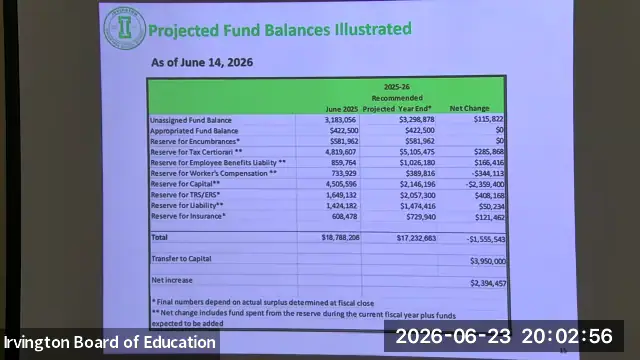 Projected Fund Balances Illustrated
As of June 14, 2026
2025-26
Recommended
June 2025 Projected Year End* Net Change
Unassigned Fund Balance 3,183,056 $3,298,878 $115,822
Appropriated Fund Balance $422,500 $422,500 $0
Reserve for Encumbrances* $581,962 $581,962 $0
Reserve for Tax Certiorari ** 4,819,607 $5,105,475 $285,868
Reserve for Employee Benefits Liablity ** 859,764 $1,026,180 $166,416
Reserve for Worker's Compensation ** 733,929 $389,816 -$344,113
Reserve for Capital** 4,505,596 $2,146,196 -$2,359,400
Reserve for TRS/ERS* 1,649,132 $2,057,300 $408,168
Reserve for Liability** 1,424,182 $1,474,416 $50,234
Reserve for Insurance* 608,478 $729,940 $121,462
Total $18,788,206 $17,232,663 -$1,555,543
Transfer to Capital $3,950,000
Net increase $2,394,457
* Final numbers depend on actual surplus determined at fiscal close
** Net change includes fund spent from the reserve during the current fiscal year plus funds
expected to be added
Irvington Board of Education
2026-06-23 20:02:56